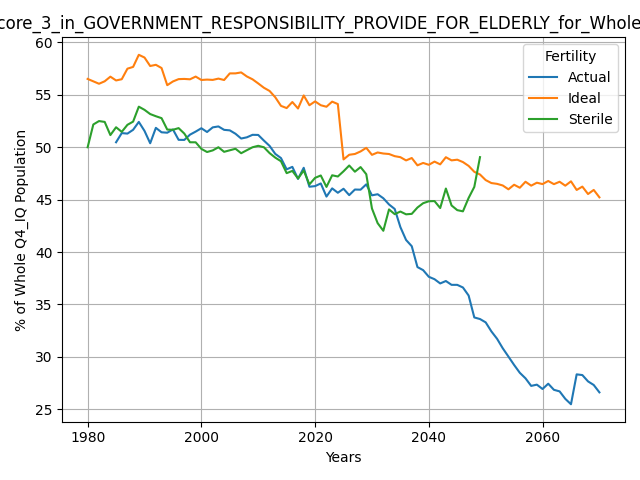 core_3_in_GOVERNMENT_RESPONSIBILITY_PROVIDE_FOR_ELDERLY_for_Whole
60
55
50
45
40
35
30
25
% of Whole Q4_IQ Population
Fertility
Actual
Ideal
Sterile
1980
2000
2020
2040
2060
Years